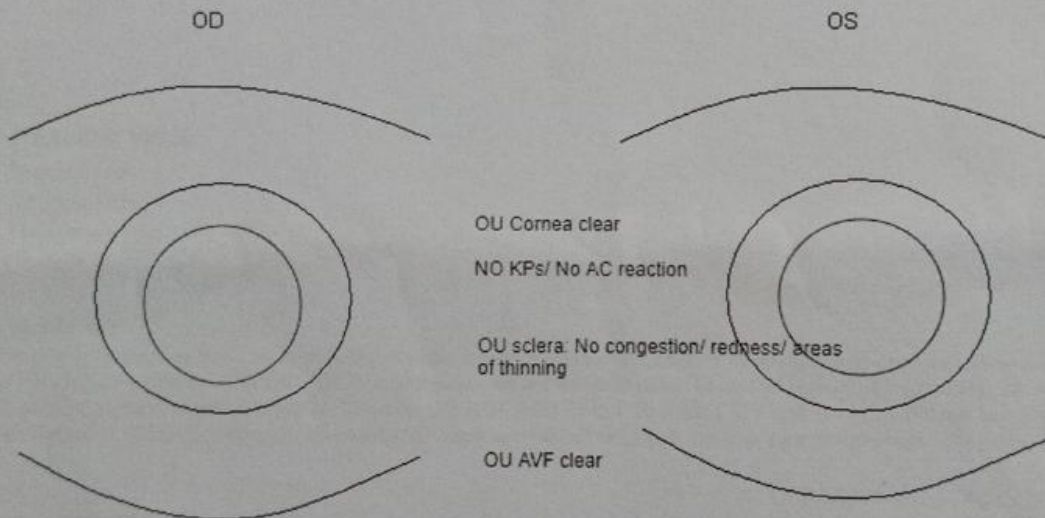 OD
OS
OU Cornea clear
NO KPs/ No AC reaction
OU sclera: No congestion/ redness/ areas
of thinning
OU AVF clear